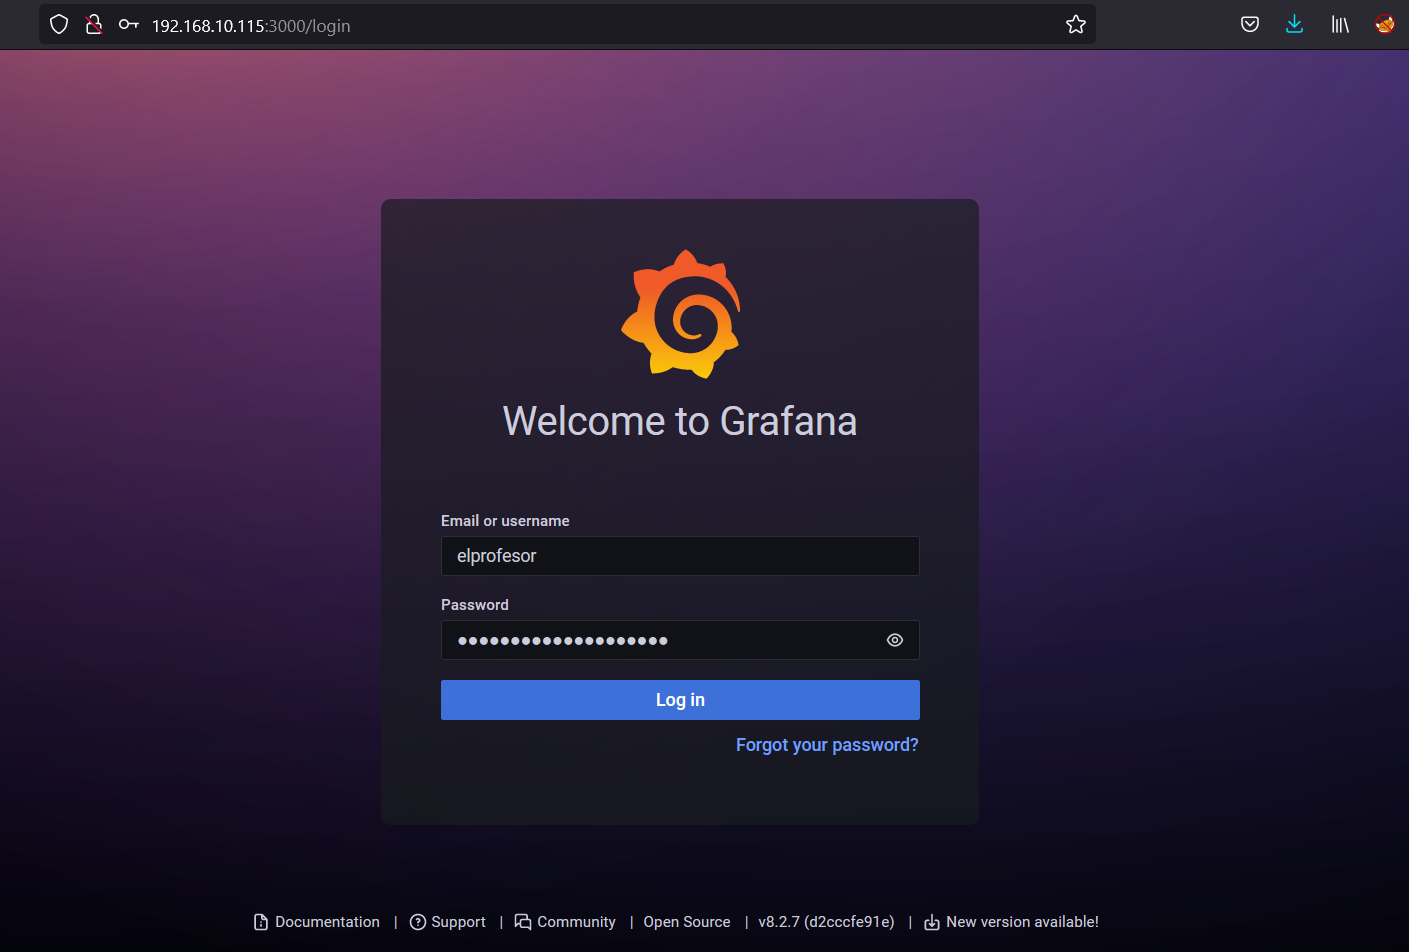 192.168.10.115:3000/login
Welcome to Grafana
Email or username
elprofesor
Password
●●●●●●●●●●●●●●●●●●●●
Log in
Forgot your password?
Documentation | Support | Community | Open Source | v8.2.7 (d2cccfe91e) | New version available!